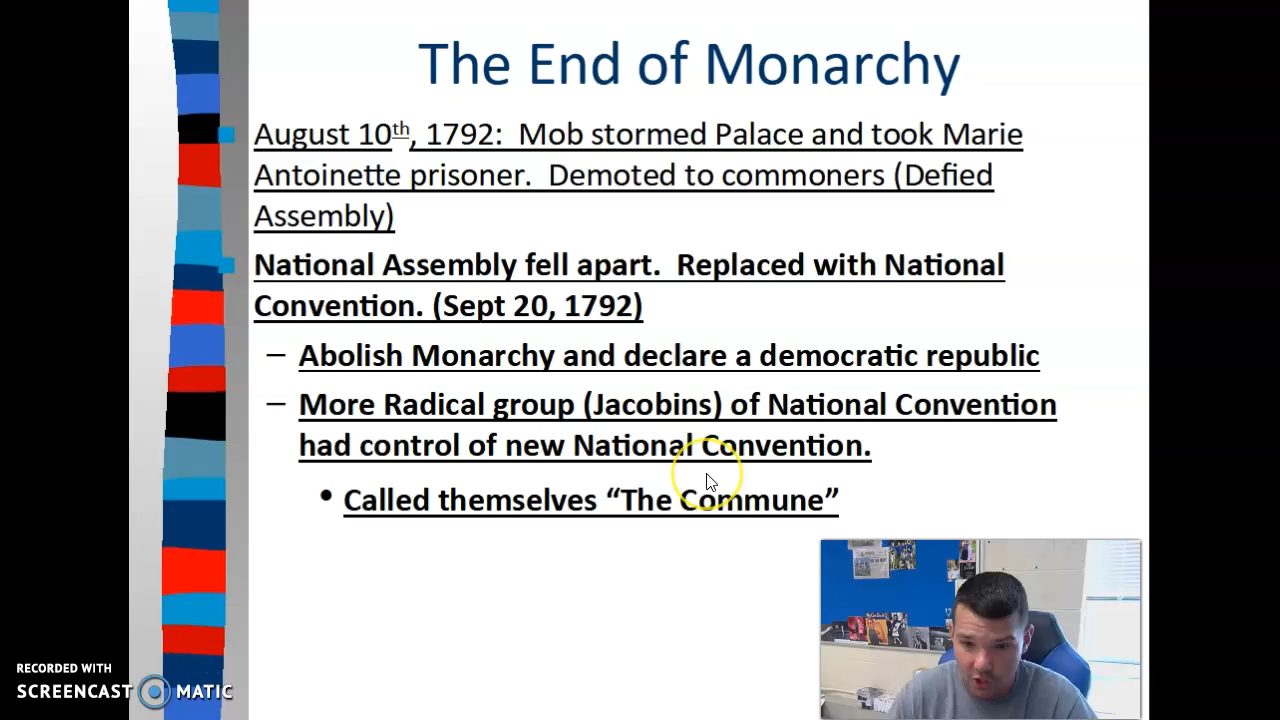 The End of Monarchy
August 10th, 1792:  Mob stormed Palace and took Marie
Antoinette prisoner.  Demoted to commoners (Defied
Assembly)
National Assembly fell apart.  Replaced with National
Convention. (Sept 20, 1792)
– Abolish Monarchy and declare a democratic republic
– More Radical group (Jacobins) of National Convention
had control of new National Convention.
• Called themselves “The Commune”
RECORDED WITH
SCREENCAST MATIC